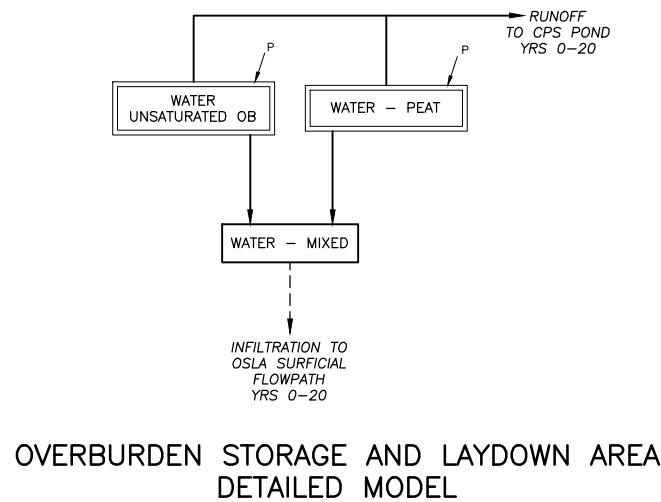 RUNOFF
TO CPS POND
YRS 0-20
P
P
WATER
UNSATURATED OB
WATER - PEAT
WATER - MIXED
INFILTRATION TO
OSLA SURFICIAL
FLOWPATH
YRS 0-20
OVERBURDEN STORAGE AND LAYDOWN AREA
DETAILED MODEL